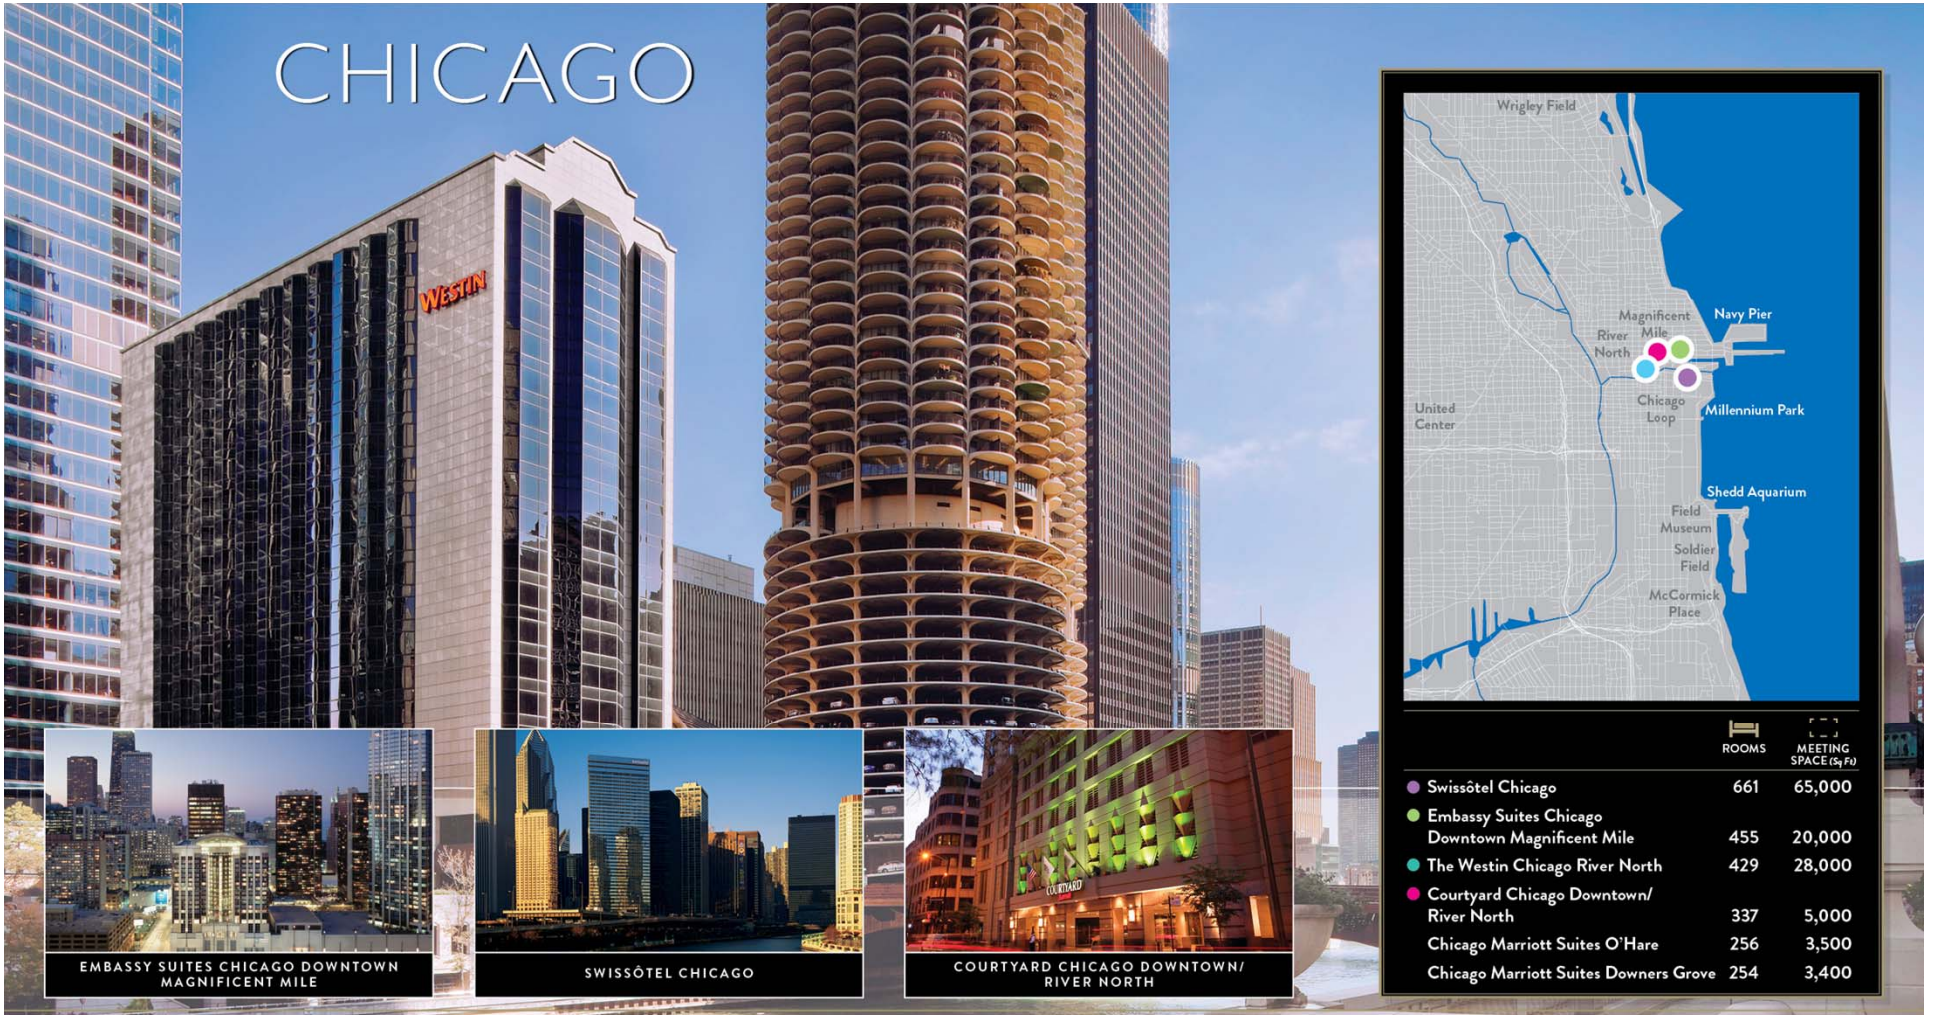 CHICAGO
WESTIN
COURTYARD
EMBASSY SUITES CHICAGO DOWNTOWN
MAGNIFICENT MILE
SWISSÔTEL CHICAGO
COURTYARD CHICAGO DOWNTOWN/
RIVER NORTH
Wrigley Field
Magnificent
Mile
Navy Pier
River
North
Chicago
Loop
United
Center
Millennium Park
Shedd Aquarium
Field
Museum
Soldier
Field
McCormick
Place
ROOMS
MEETING
SPACE (Sq Ft)
Swissôtel Chicago 661 65,000
Embassy Suites Chicago
Downtown Magnificent Mile 455 20,000
The Westin Chicago River North 429 28,000
Courtyard Chicago Downtown/
River North 337 5,000
Chicago Marriott Suites O'Hare 256 3,500
Chicago Marriott Suites Downers Grove 254 3,400